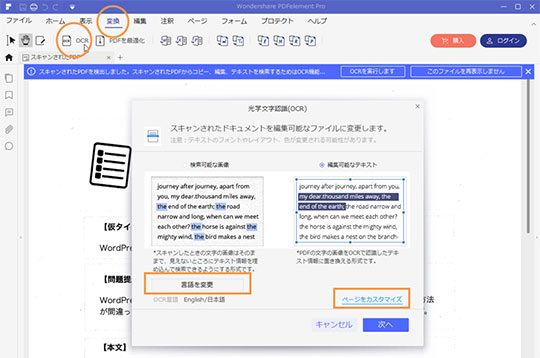 Wondershare PDFelement Pro
ファイル ホーム 表示 変換 編集 注釈 ページ フォーム プロテクト ヘルプ
OCR PDFを最適化 購入 ログイン
スキャンされたPDF
スキャンされたPDFを検出しました。スキャンされたPDFからコピー、編集、テキストを検索するためはOCR機能... OCRを実行します このファイルを再表示しません
光学文字認識(OCR)
スキャンされたドキュメントを編集可能なファイルに変更します。
注意：テキストのフォントやレイアウト、色が変更される可能性があります。
検索可能な画像 編集可能なテキスト
journey after journey, apart from
my dear.thousand miles away,
the end of the earth; the road
narrow and long, when can we meet
each other? the horse is against the
mighty wind, the bird makes a nest
journey after journey, apart from you,
my dear.thousand miles away, the
end of the earth; the road narrow
and long, when can we meet each
other? the horse is against the mighty
wind, the bird makes a nest on the branch-
*スキャンしたときの文字の画像はそのままで、見えないところにテキスト情報を埋め込んで検索できるようにする形式です。
*PDFの文字の画像をOCRで認識したテキスト情報に置き換える形式です。
言語を変更
OCR言語 English/日本語
ページをカスタマイズ
キャンセル 次へ
【仮タイ
WordPr
【問題提
WordPr
方法
が間違っ
【本文】